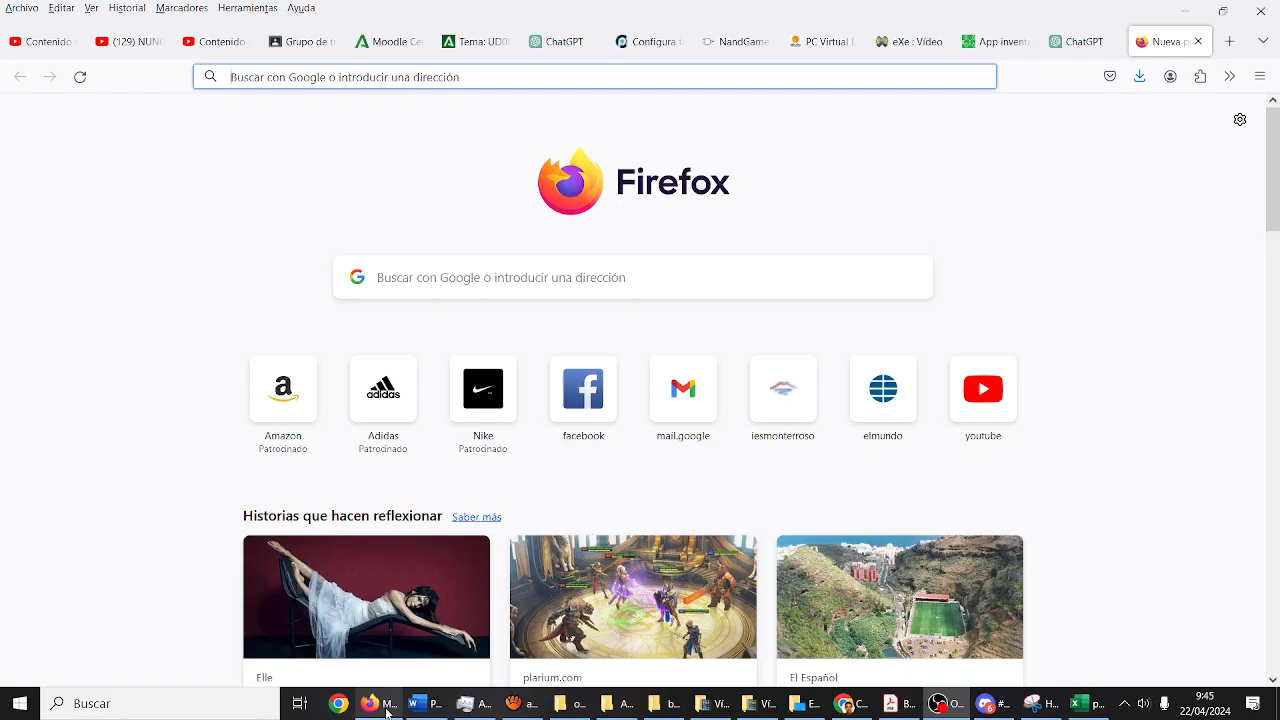 Archivo Editar Ver Historial Marcadores Herramientas Ayuda
Contenido (129) NUNC Contenido Grupo de t Moodle Ce Tema: UD0 ChatGPT Configura t NandGame PC Virtual L eXe : Vídeo App invent ChatGPT Nueva p
Buscar con Google o introducir una dirección
Firefox
Buscar con Google o introducir una dirección
Amazon Adidas Nike facebook mail.google iesmonterroso elmundo youtube
Patrocinado Patrocinado Patrocinado
Historias que hacen reflexionar Saber más
Elle plarium.com El Español
Buscar M... P... A... a... o... A... b... Vi... Ví... E... C... B... O... #... H... P...
9:45
22/04/2024